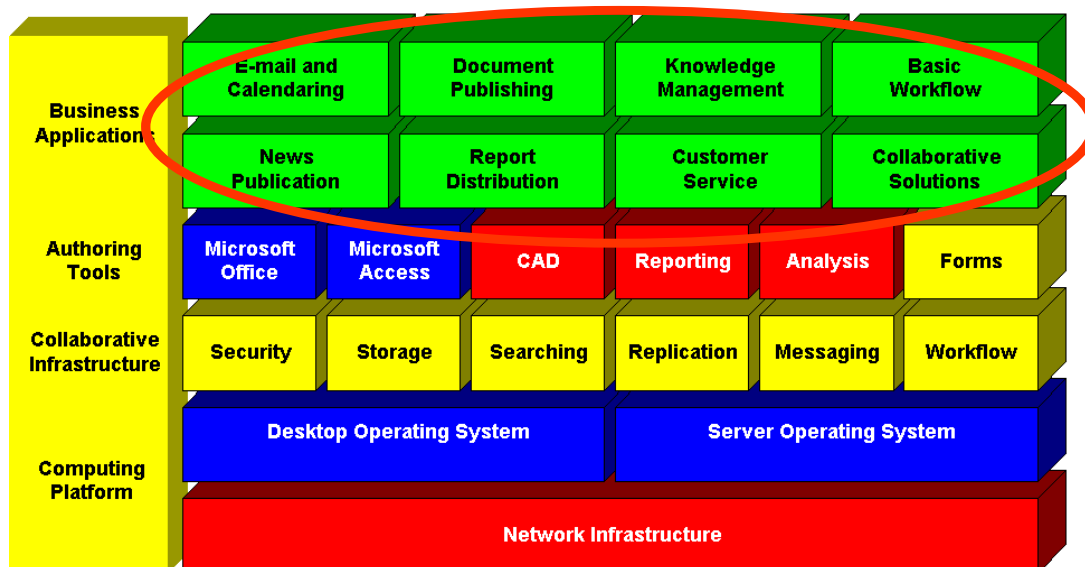 E-mail and
Calendaring
Document
Publishing
Knowledge
Management
Basic
Workflow
Business
Applications
News
Publication
Report
Distribution
Customer
Service
Collaborative
Solutions
Authoring
Tools
Microsoft
Office
Microsoft
Access
CAD
Reporting
Analysis
Forms
Collaborative
Infrastructure
Security
Storage
Searching
Replication
Messaging
Workflow
Computing
Platform
Desktop Operating System
Server Operating System
Network Infrastructure